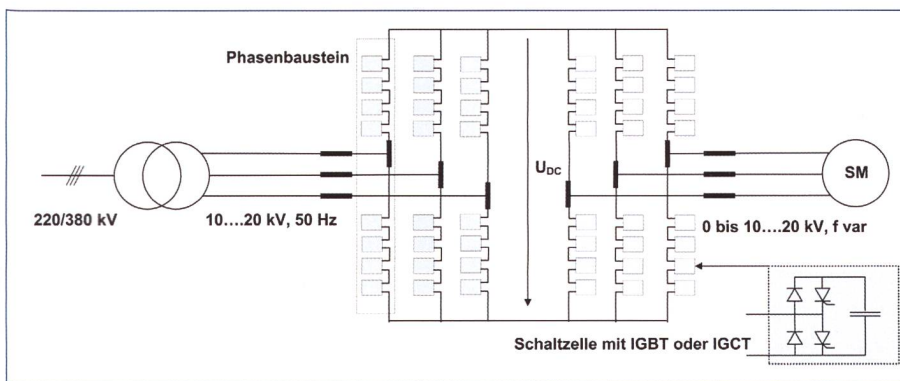 Phasenbaustein
U_DC
SM
220/380 kV
10....20 kV, 50 Hz
0 bis 10....20 kV, f var
Schaltzelle mit IGBT oder IGCT